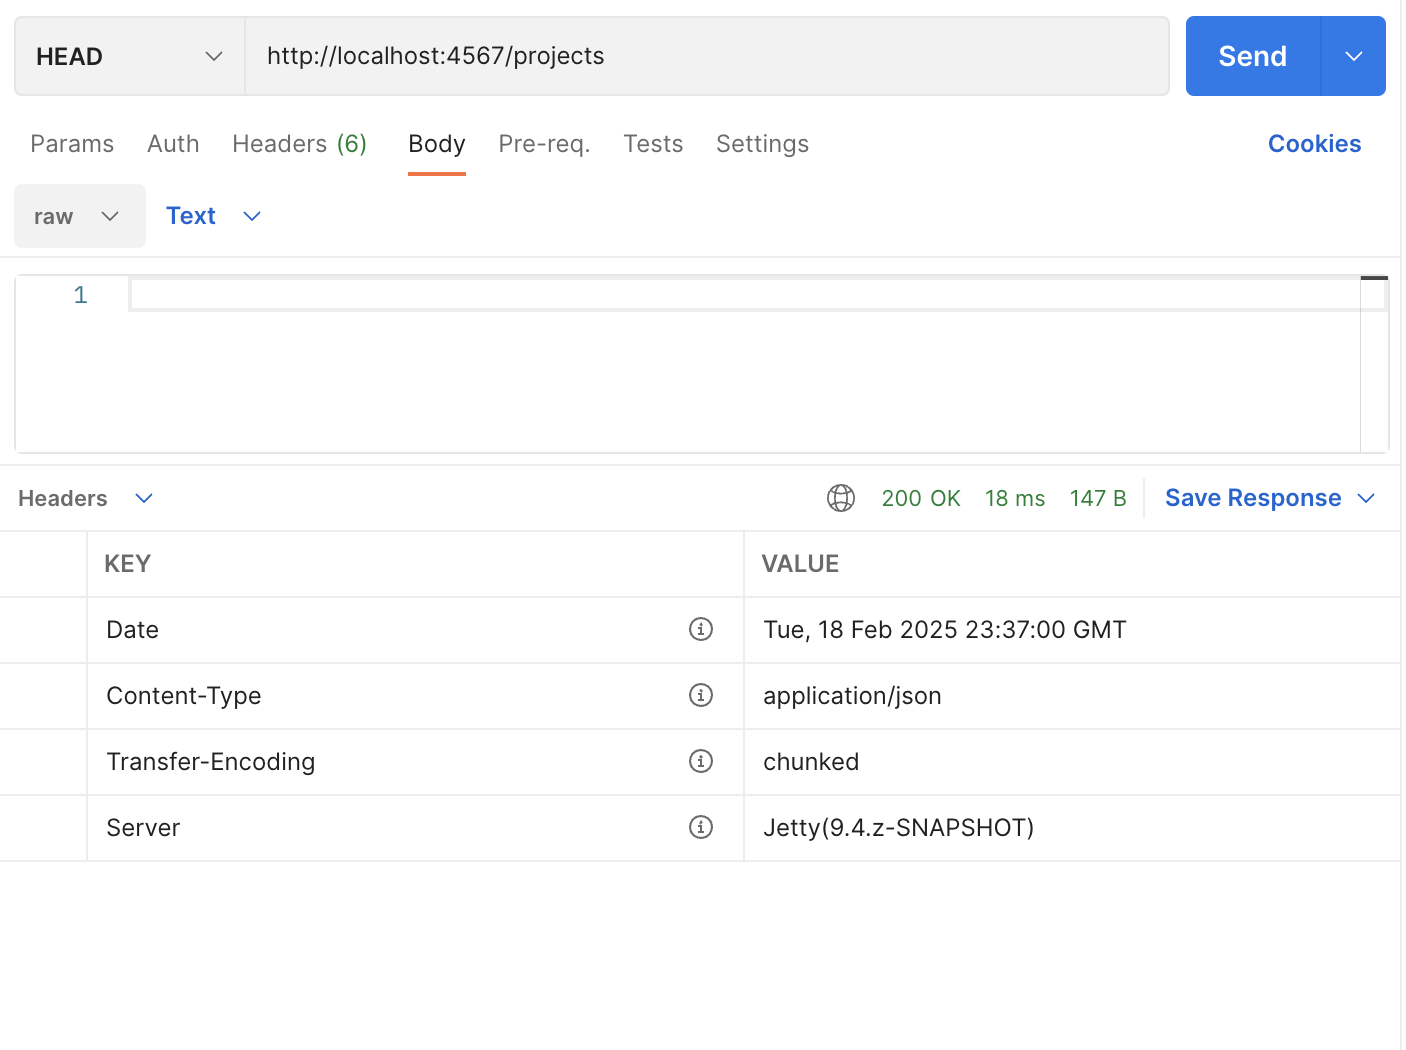 HEAD http://localhost:4567/projects Send
Params Auth Headers (6) Body Pre-req. Tests Settings Cookies
raw Text
1
Headers 200 OK 18 ms 147 B Save Response
KEY VALUE
Date Tue, 18 Feb 2025 23:37:00 GMT
Content-Type application/json
Transfer-Encoding chunked
Server Jetty(9.4.z-SNAPSHOT)